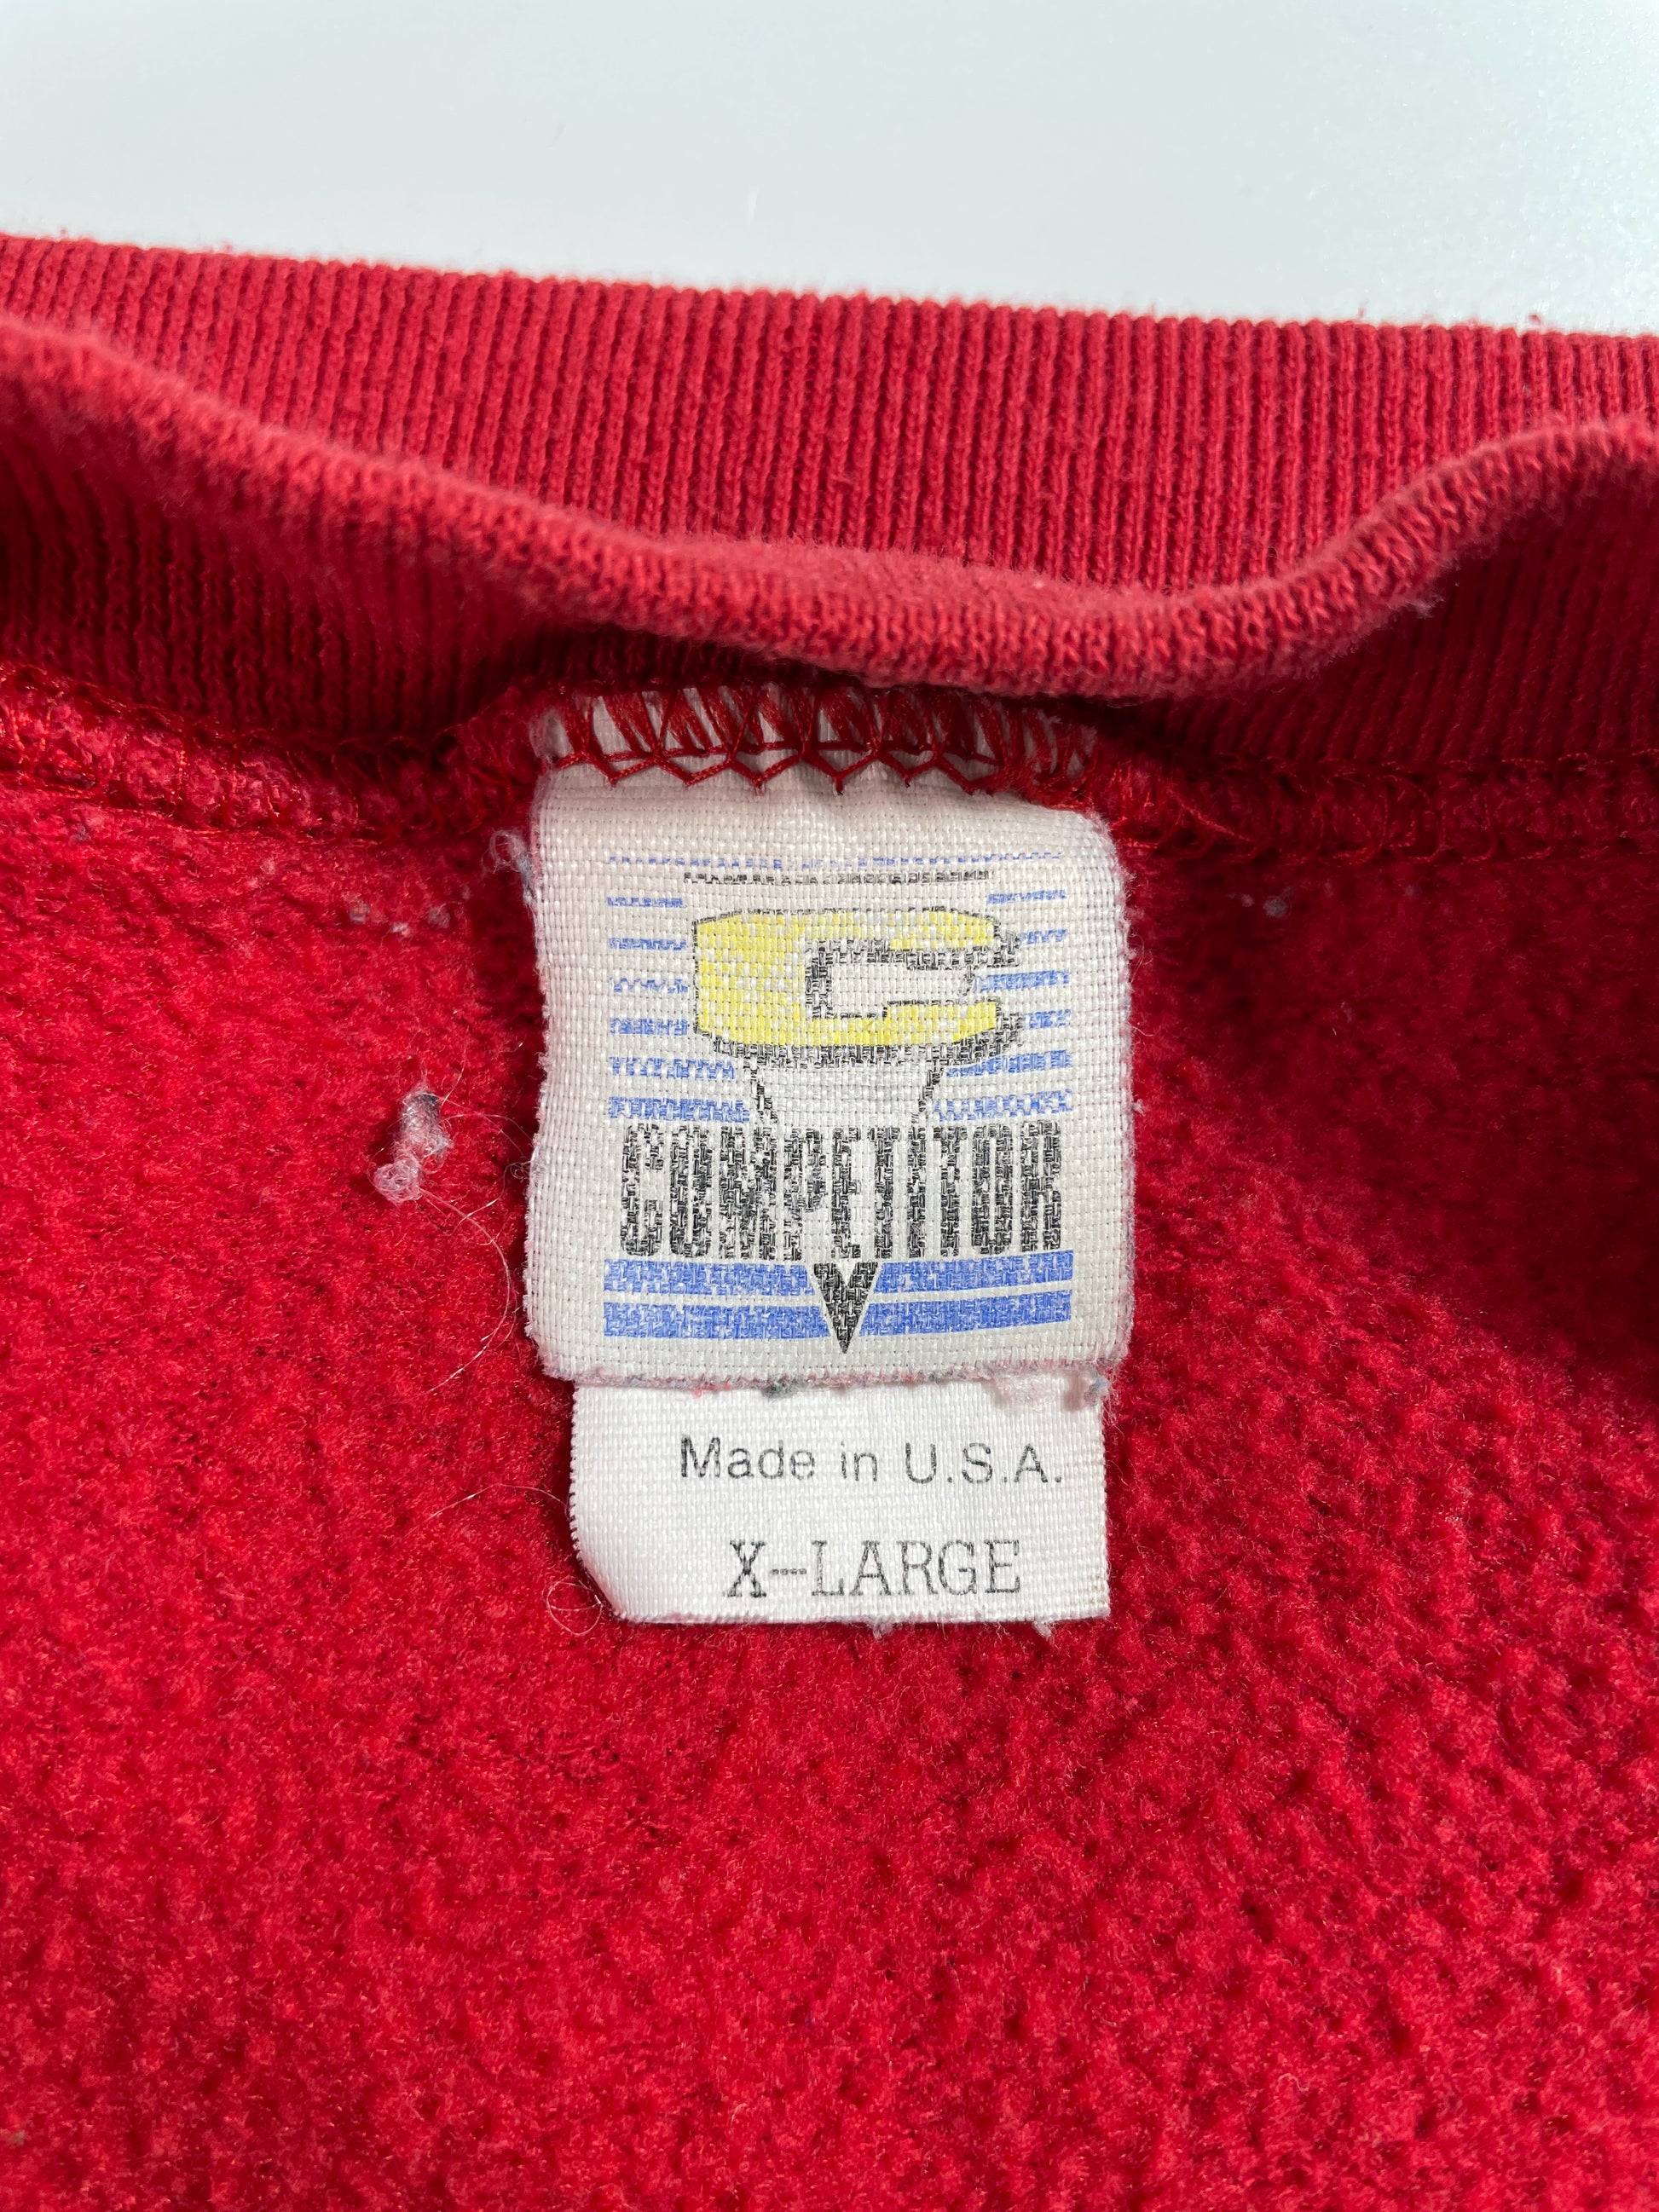 C
COMPETITOR
Made in U.S.A.
X-LARGE